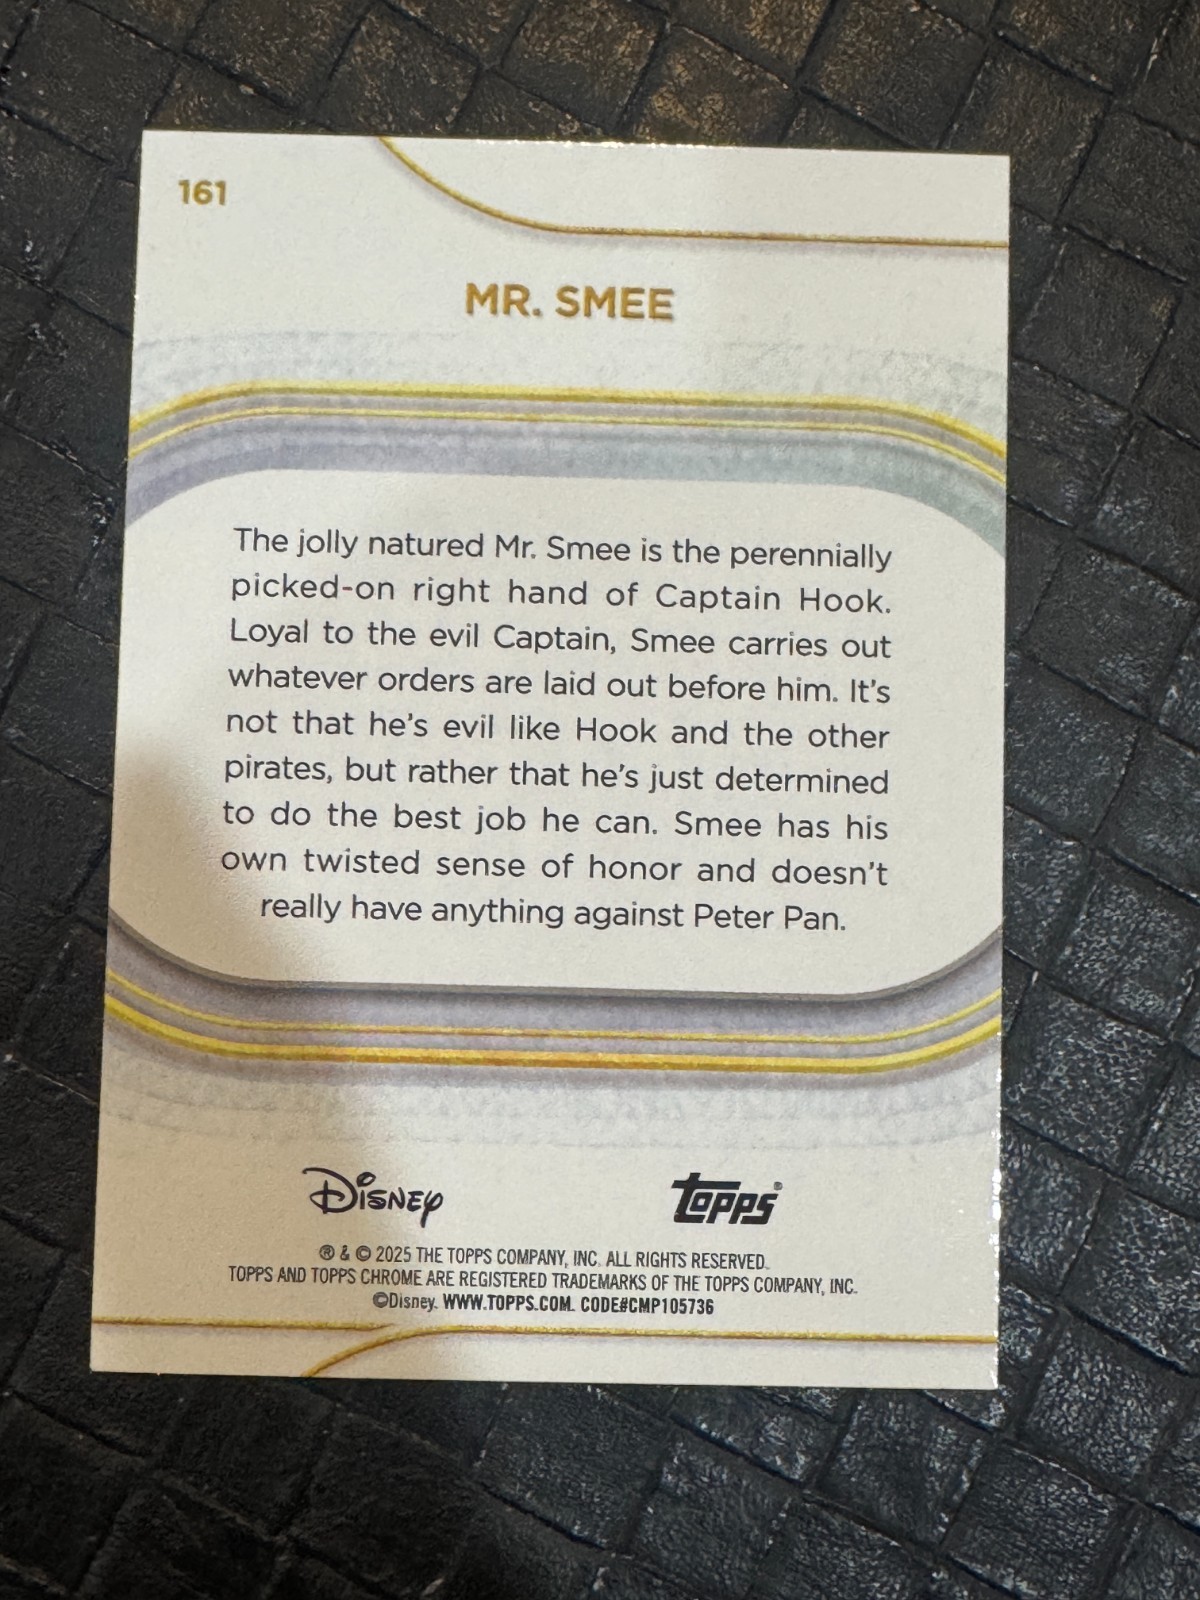 161
MR. SMEE
The jolly natured Mr. Smee is the perennially
picked-on right hand of Captain Hook.
Loyal to the evil Captain, Smee carries out
whatever orders are laid out before him. It's
not that he's evil like Hook and the other
pirates, but rather that he's just determined
to do the best job he can. Smee has his
own twisted sense of honor and doesn't
really have anything against Peter Pan.
Disney
topps®
® & © 2025 THE TOPPS COMPANY, INC. ALL RIGHTS RESERVED.
TOPPS AND TOPPS CHROME ARE REGISTERED TRADEMARKS OF THE TOPPS COMPANY, INC.
©Disney. WWW.TOPPS.COM. CODE#CMP105736